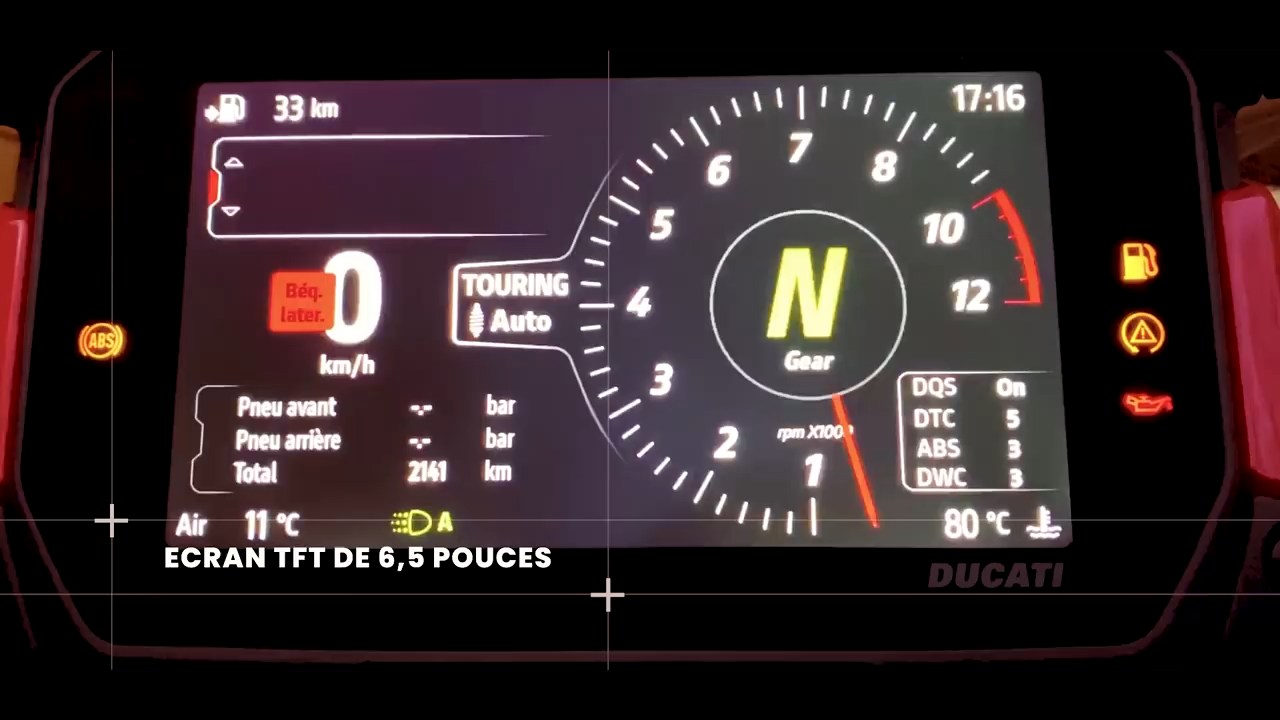 33 km
17:16
7
6
8
5
10
TOURING
Auto
Béq.
later.
0
km/h
4
12
N
Gear
ABS
3
2
1
rpm X1000
Pneu avant -.- bar
Pneu arrière -.- bar
Total 2141 km
DQS On
DTC 5
ABS 3
DWC 3
Air 11 °C
A
80 °C
ECRAN TFT DE 6,5 POUCES
DUCATI